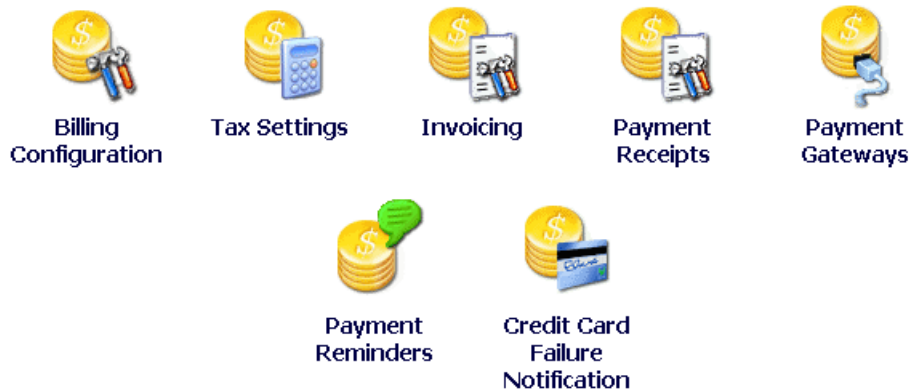 Billing
Configuration
Tax Settings
Invoicing
Payment
Receipts
Payment
Gateways
Payment
Reminders
Credit Card
Failure
Notification